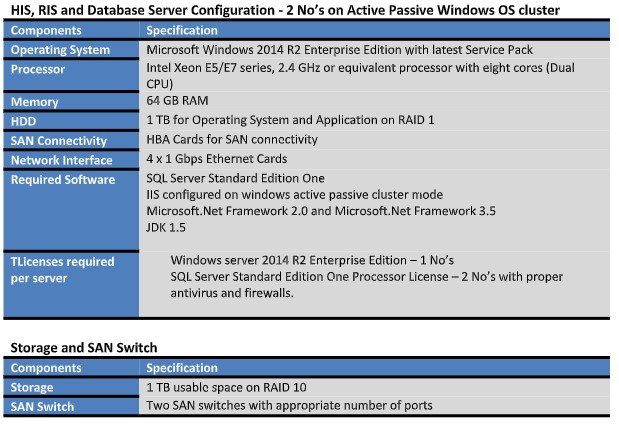 HIS, RIS and Database Server Configuration - 2 No's on Active Passive Windows OS cluster
Components Specification
Operating System Microsoft Windows 2014 R2 Enterprise Edition with latest Service Pack
Processor Intel Xeon E5/E7 series, 2.4 GHz or equivalent processor with eight cores (Dual
CPU)
Memory 64 GB RAM
HDD 1 TB for Operating System and Application on RAID 1
SAN Connectivity HBA Cards for SAN connectivity
Network Interface 4 x 1 Gbps Ethernet Cards
Required Software SQL Server Standard Edition One
IIS configured on windows active passive cluster mode
Microsoft.Net Framework 2.0 and Microsoft.Net Framework 3.5
JDK 1.5
TLicenses required Windows server 2014 R2 Enterprise Edition – 1 No's
per server SQL Server Standard Edition One Processor License – 2 No's with proper
antivirus and firewalls.
Storage and SAN Switch
Components Specification
Storage 1 TB usable space on RAID 10
SAN Switch Two SAN switches with appropriate number of ports